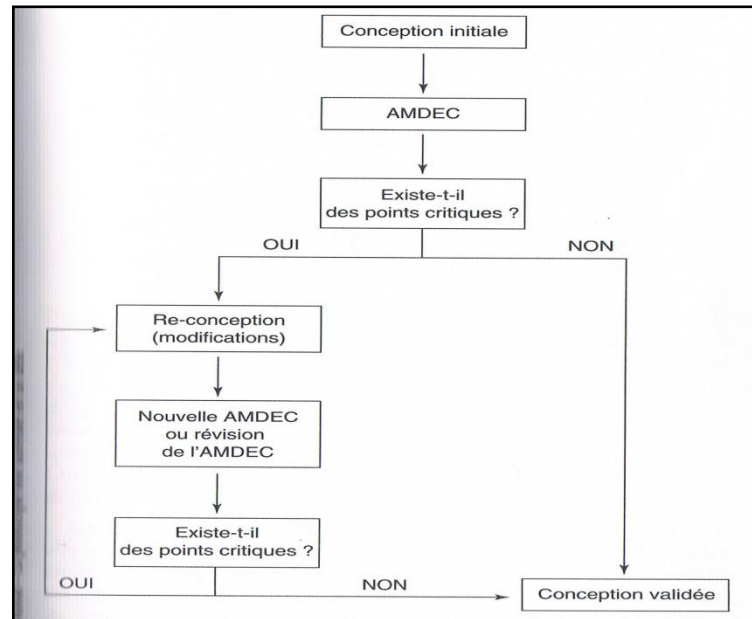 Conception initiale
AMDEC
Existe-t-il
des points critiques ?
OUI
NON
Re-conception
(modifications)
Nouvelle AMDEC
ou révision
de l'AMDEC
Existe-t-il
des points critiques ?
OUI
NON
Conception validée